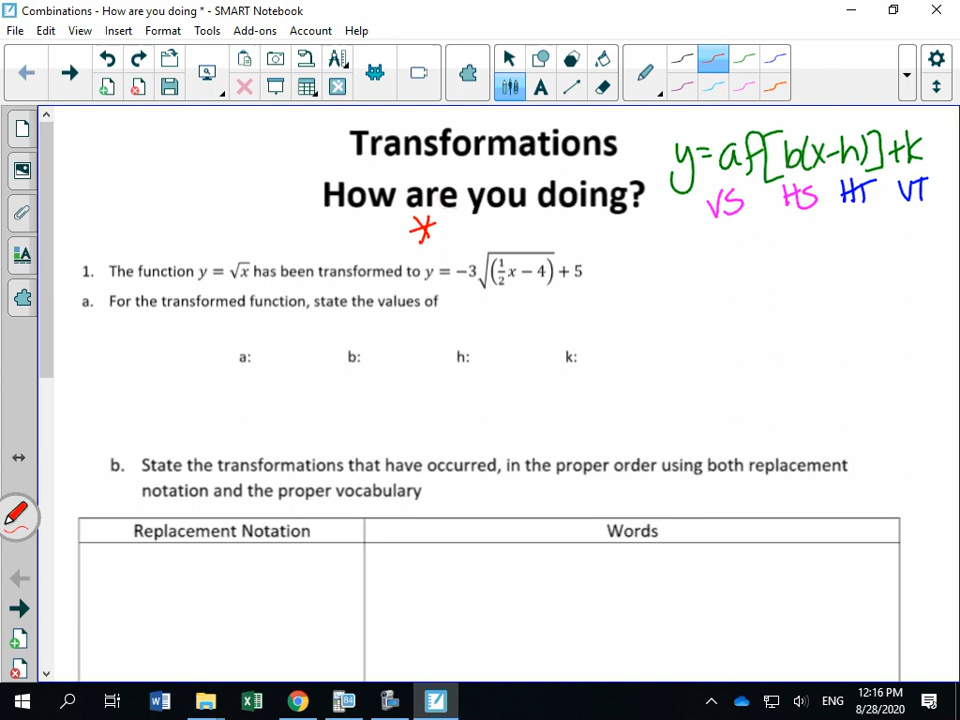 Combinations - How are you doing * - SMART Notebook
File Edit View Insert Format Tools Add-ons Account Help
Transformations
How are you doing?
y=af[b(x-h)]+k
VS HS HT VT
*
1. The function y = √x has been transformed to y = −3√((1/2)x − 4) + 5
a. For the transformed function, state the values of
a: b: h: k:
b. State the transformations that have occurred, in the proper order using both replacement
notation and the proper vocabulary
Replacement Notation Words
ENG
12:16 PM
8/28/2020